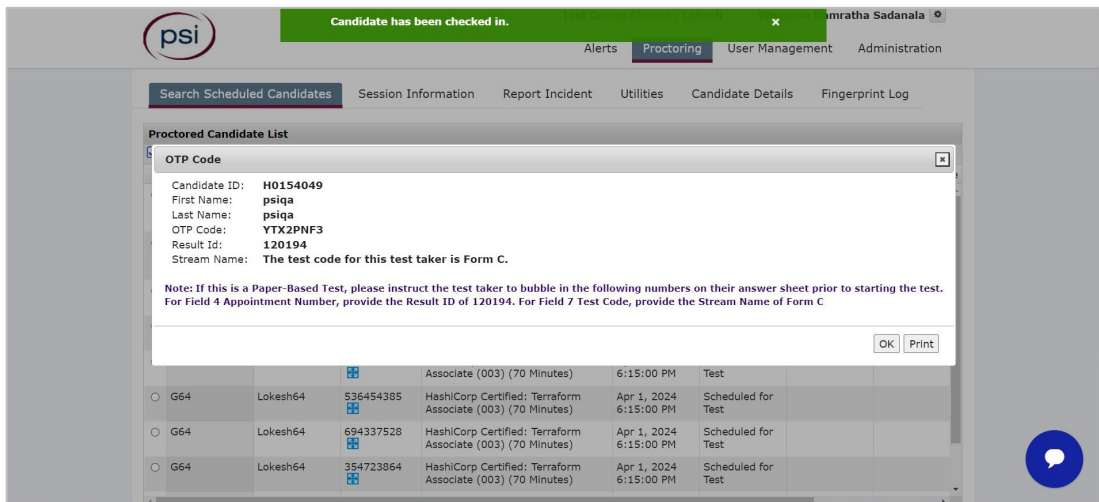 Candidate has been checked in.
×
Namratha Sadanala
psi
Alerts Proctoring User Management Administration
Search Scheduled Candidates Session Information Report Incident Utilities Candidate Details Fingerprint Log
Proctored Candidate List
OTP Code
Candidate ID: H0154049
First Name: psiqa
Last Name: psiqa
OTP Code: YTX2PNF3
Result Id: 120194
Stream Name: The test code for this test taker is Form C.
Note: If this is a Paper-Based Test, please instruct the test taker to bubble in the following numbers on their answer sheet prior to starting the test.
For Field 4 Appointment Number, provide the Result ID of 120194. For Field 7 Test Code, provide the Stream Name of Form C
OK Print
Associate (003) (70 Minutes) 6:15:00 PM Test
G64 Lokesh64 536454385 HashiCorp Certified: Terraform Apr 1, 2024 Scheduled for
Associate (003) (70 Minutes) 6:15:00 PM Test
G64 Lokesh64 694337528 HashiCorp Certified: Terraform Apr 1, 2024 Scheduled for
Associate (003) (70 Minutes) 6:15:00 PM Test
G64 Lokesh64 354723864 HashiCorp Certified: Terraform Apr 1, 2024 Scheduled for
Associate (003) (70 Minutes) 6:15:00 PM Test